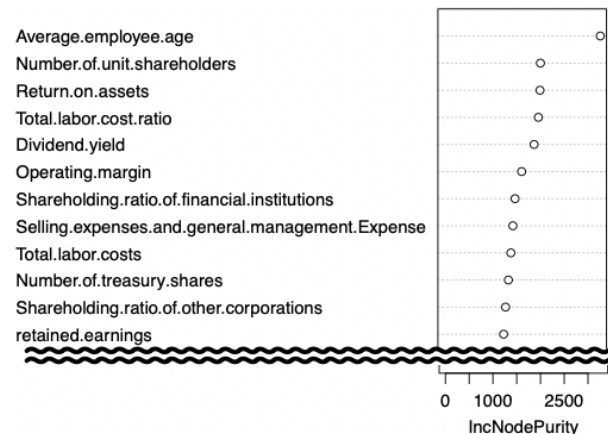 Average.employee.age
Number.of.unit.shareholders
Return.on.assets
Total.labor.cost.ratio
Dividend.yield
Operating.margin
Shareholding.ratio.of.financial.institutions
Selling.expenses.and.general.management.Expense
Total.labor.costs
Number.of.treasury.shares
Shareholding.ratio.of.other.corporations
retained.earnings
0 1000 2500
IncNodePurity